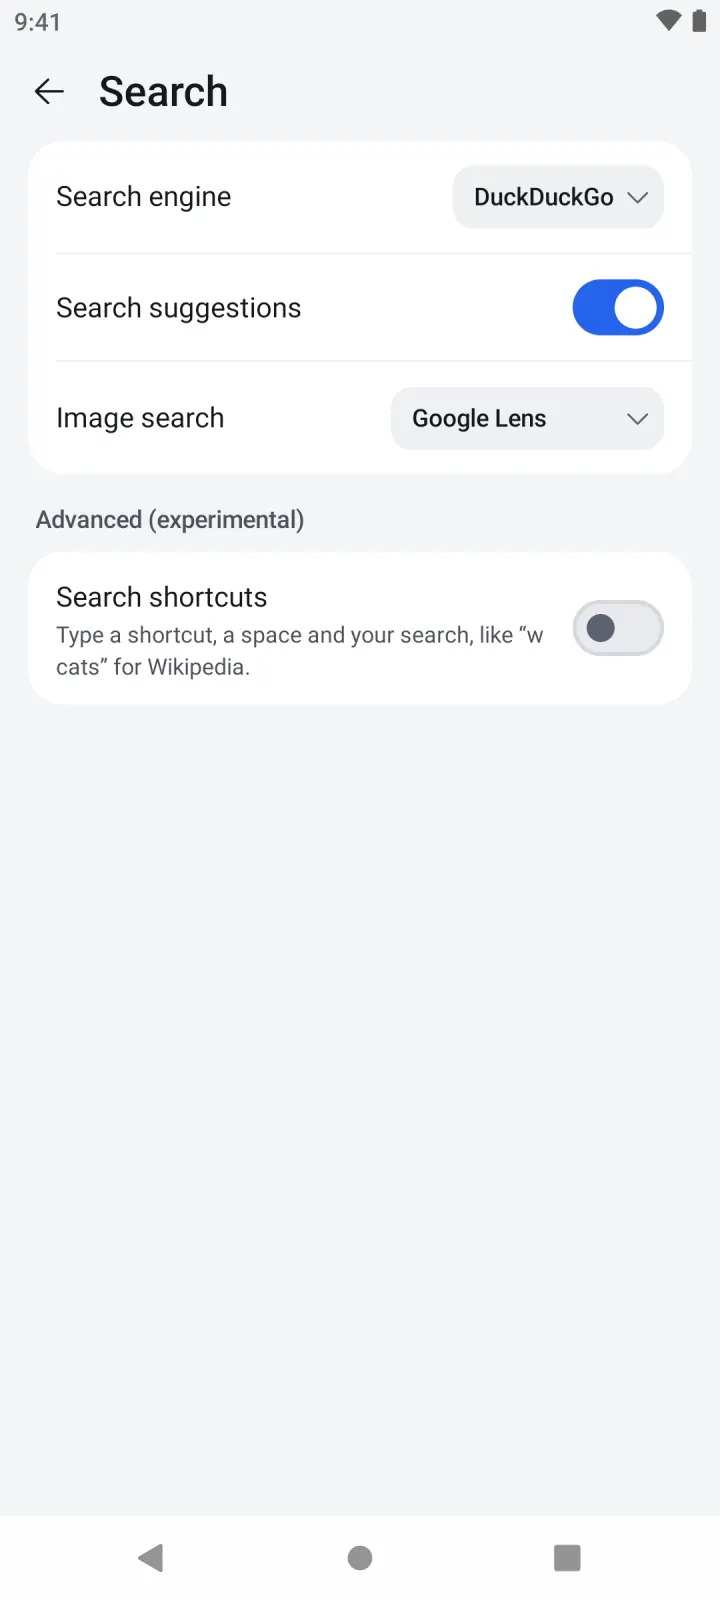 9:41
Search
Search engine
DuckDuckGo
Search suggestions
Image search
Google Lens
Advanced (experimental)
Search shortcuts
Type a shortcut, a space and your search, like “w
cats” for Wikipedia.